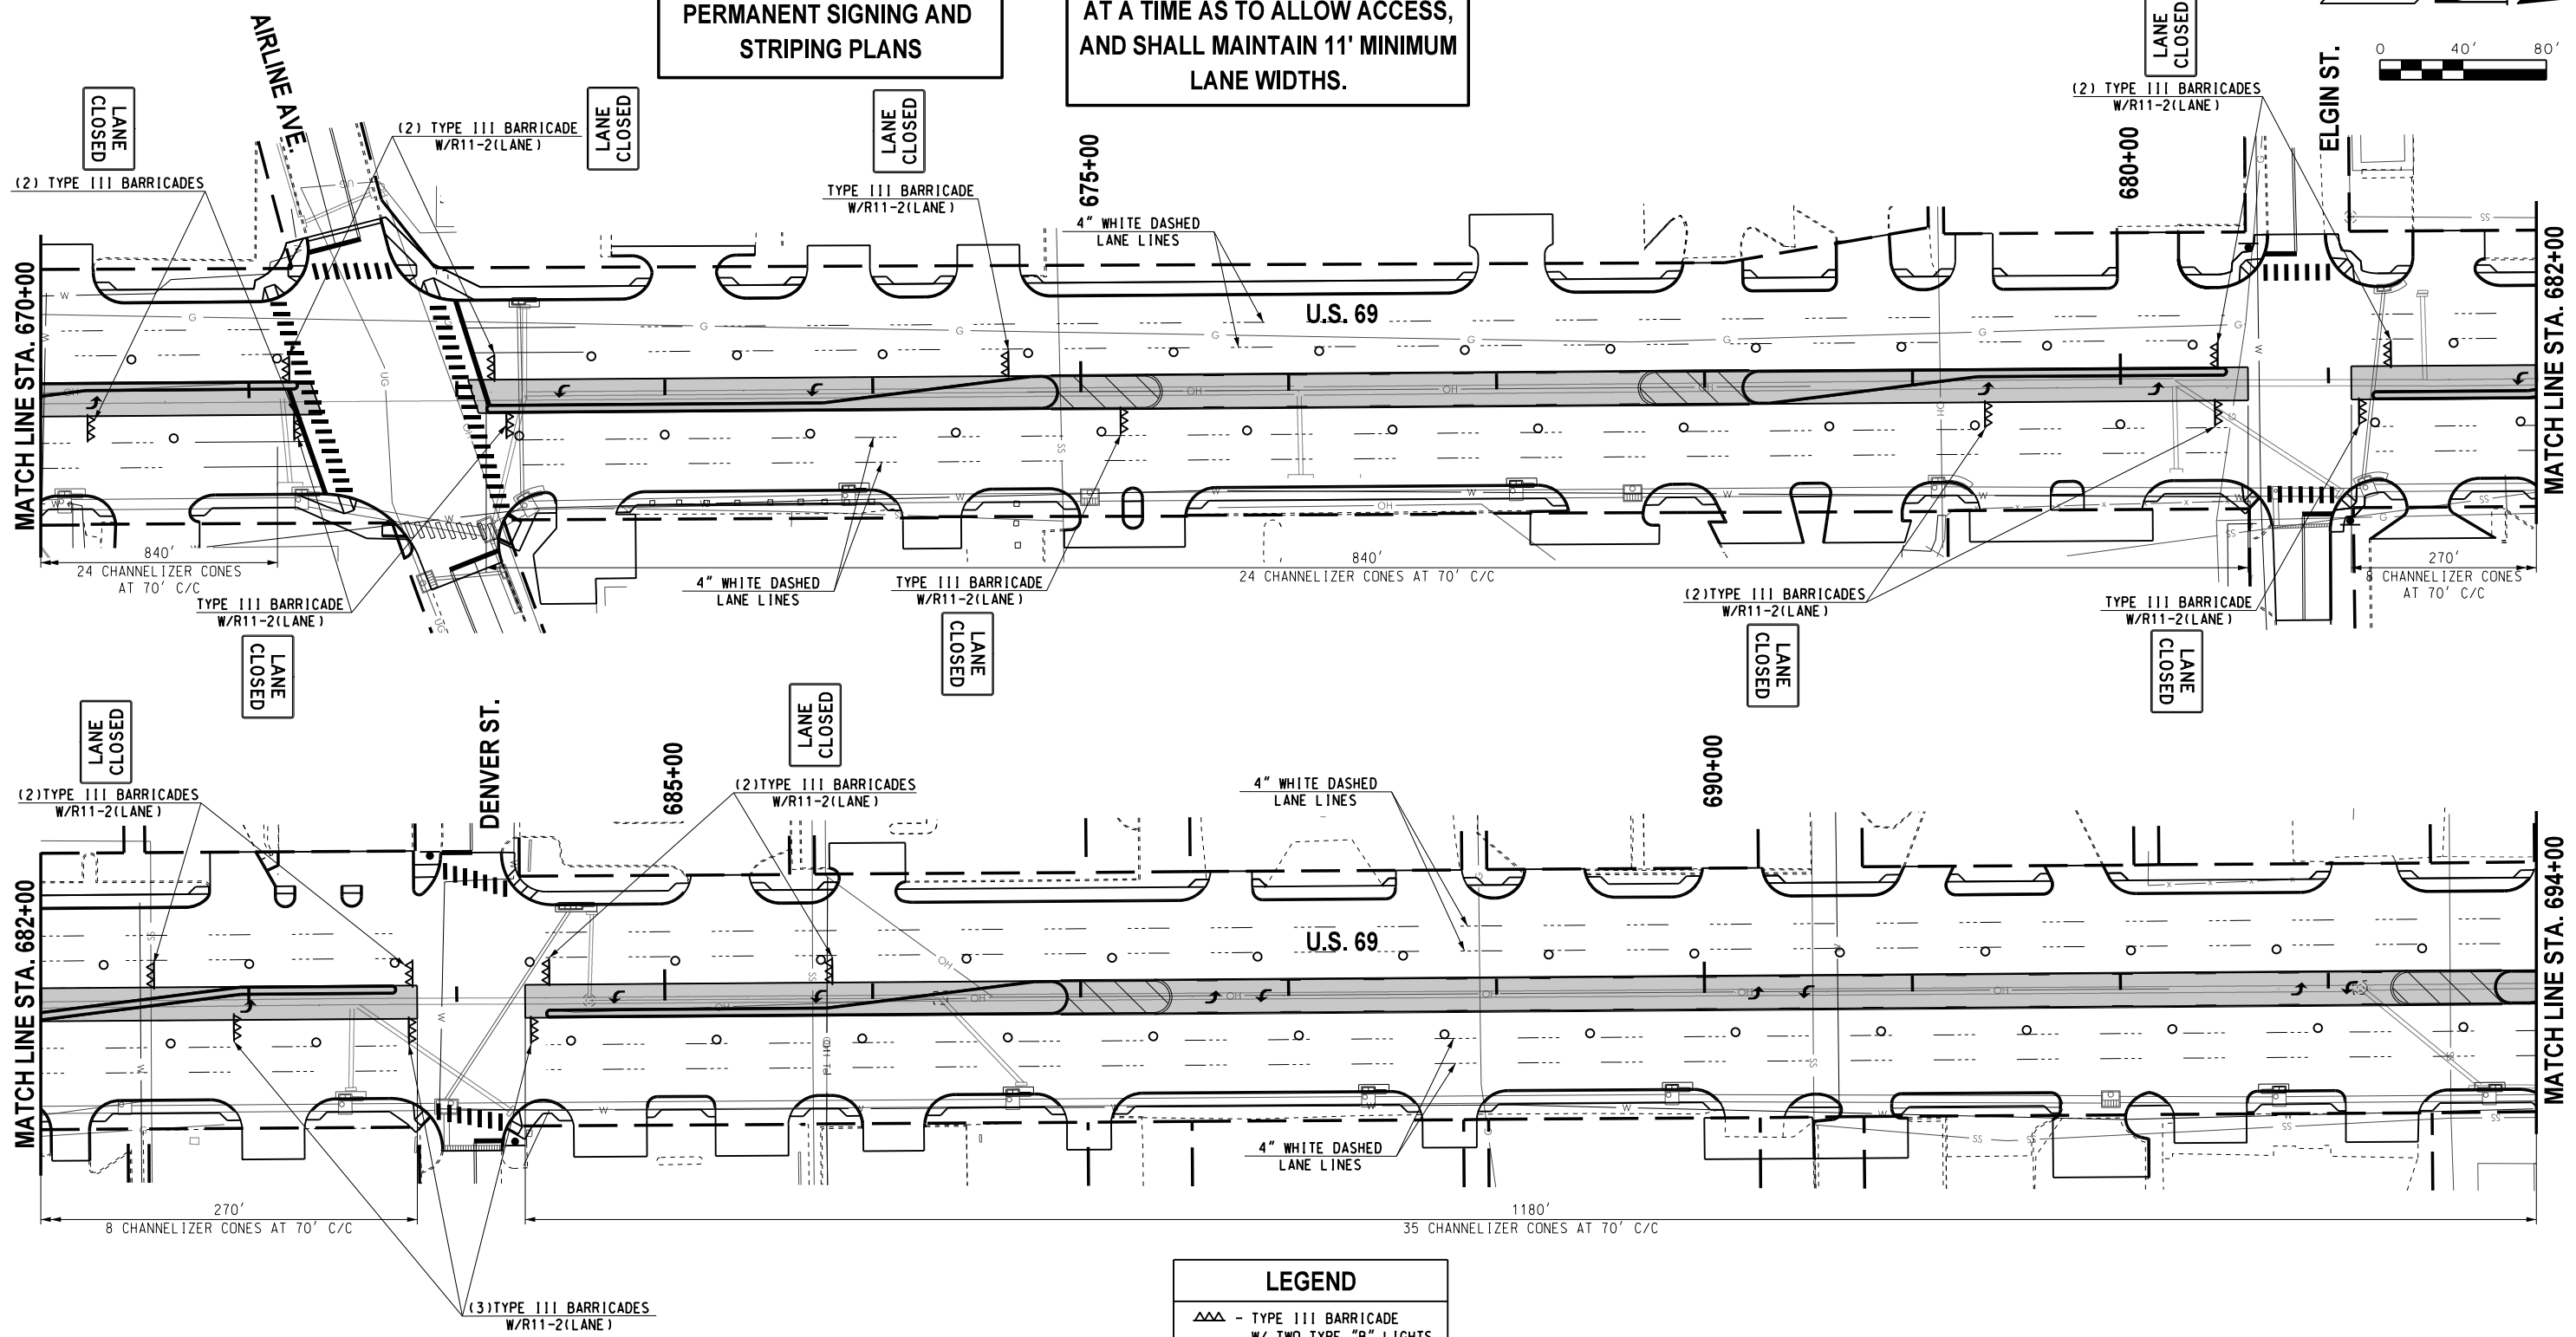 PERMANENT SIGNING AND
STRIPING PLANS
AT A TIME AS TO ALLOW ACCESS,
AND SHALL MAINTAIN 11' MINIMUM
LANE WIDTHS.
0 40' 80'
AIRLINE AVE.
ELGIN ST.
LANE
CLOSED
LANE
CLOSED
LANE
CLOSED
LANE
CLOSED
(2) TYPE III BARRICADES
(2) TYPE III BARRICADE
W/R11-2(LANE)
TYPE III BARRICADE
W/R11-2(LANE)
675+00
4" WHITE DASHED
LANE LINES
680+00
(2) TYPE III BARRICADES
W/R11-2(LANE)
U.S. 69
MATCH LINE STA. 670+00
MATCH LINE STA. 682+00
840'
24 CHANNELIZER CONES
AT 70' C/C
TYPE III BARRICADE
W/R11-2(LANE)
4" WHITE DASHED
LANE LINES
TYPE III BARRICADE
W/R11-2(LANE)
840'
24 CHANNELIZER CONES AT 70' C/C
(2)TYPE III BARRICADES
W/R11-2(LANE)
TYPE III BARRICADE
W/R11-2(LANE)
270'
8 CHANNELIZER CONES
AT 70' C/C
LANE
CLOSED
LANE
CLOSED
LANE
CLOSED
LANE
CLOSED
LANE
CLOSED
LANE
CLOSED
DENVER ST.
685+00
690+00
(2)TYPE III BARRICADES
W/R11-2(LANE)
(2)TYPE III BARRICADES
W/R11-2(LANE)
4" WHITE DASHED
LANE LINES
U.S. 69
MATCH LINE STA. 682+00
MATCH LINE STA. 694+00
4" WHITE DASHED
LANE LINES
270'
8 CHANNELIZER CONES AT 70' C/C
1180'
35 CHANNELIZER CONES AT 70' C/C
(3)TYPE III BARRICADES
W/R11-2(LANE)
LEGEND
- TYPE III BARRICADE
W/ TWO TYPE "B" LIGHTS